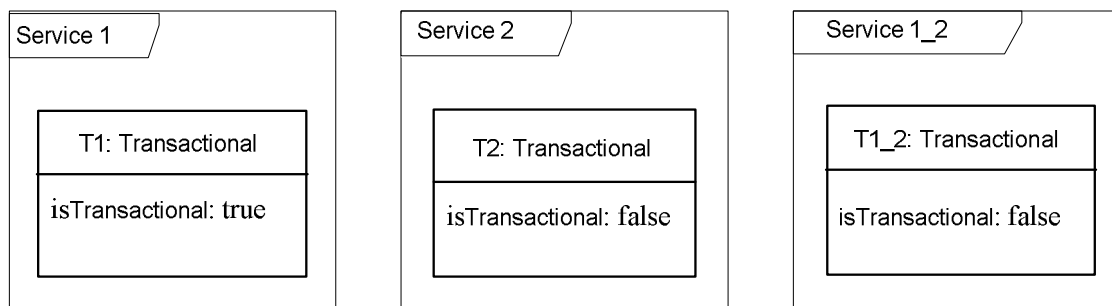 Service 1
T1: Transactional
isTransactional: true
Service 2
T2: Transactional
isTransactional: false
Service 1_2
T1_2: Transactional
isTransactional: false